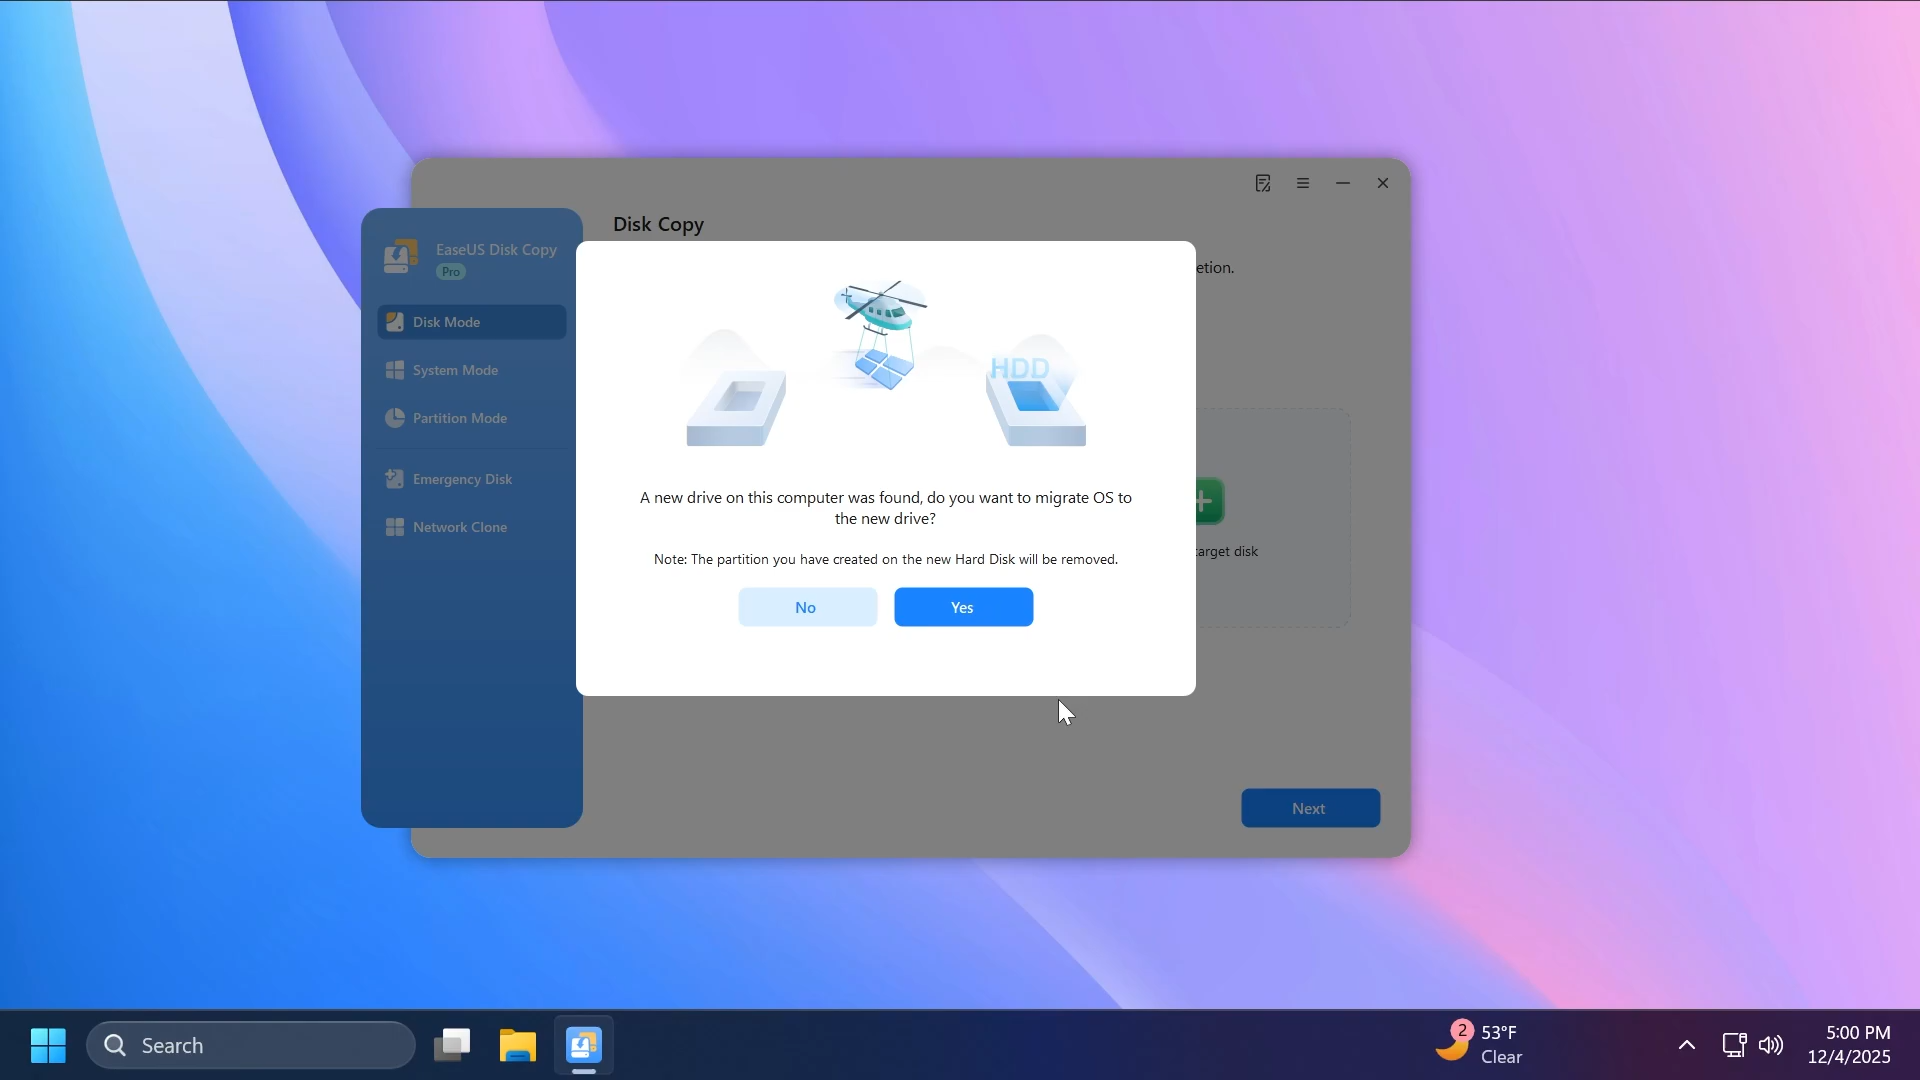 Disk Copy
EaseUS Disk Copy
Pro
etion.
Disk Mode
System Mode
Partition Mode
Emergency Disk
Network Clone
HDD
A new drive on this computer was found, do you want to migrate OS to
the new drive?
Note: The partition you have created on the new Hard Disk will be removed.
No
Yes
arget disk
Next
Search
2
53°F
Clear
5:00 PM
12/4/2025